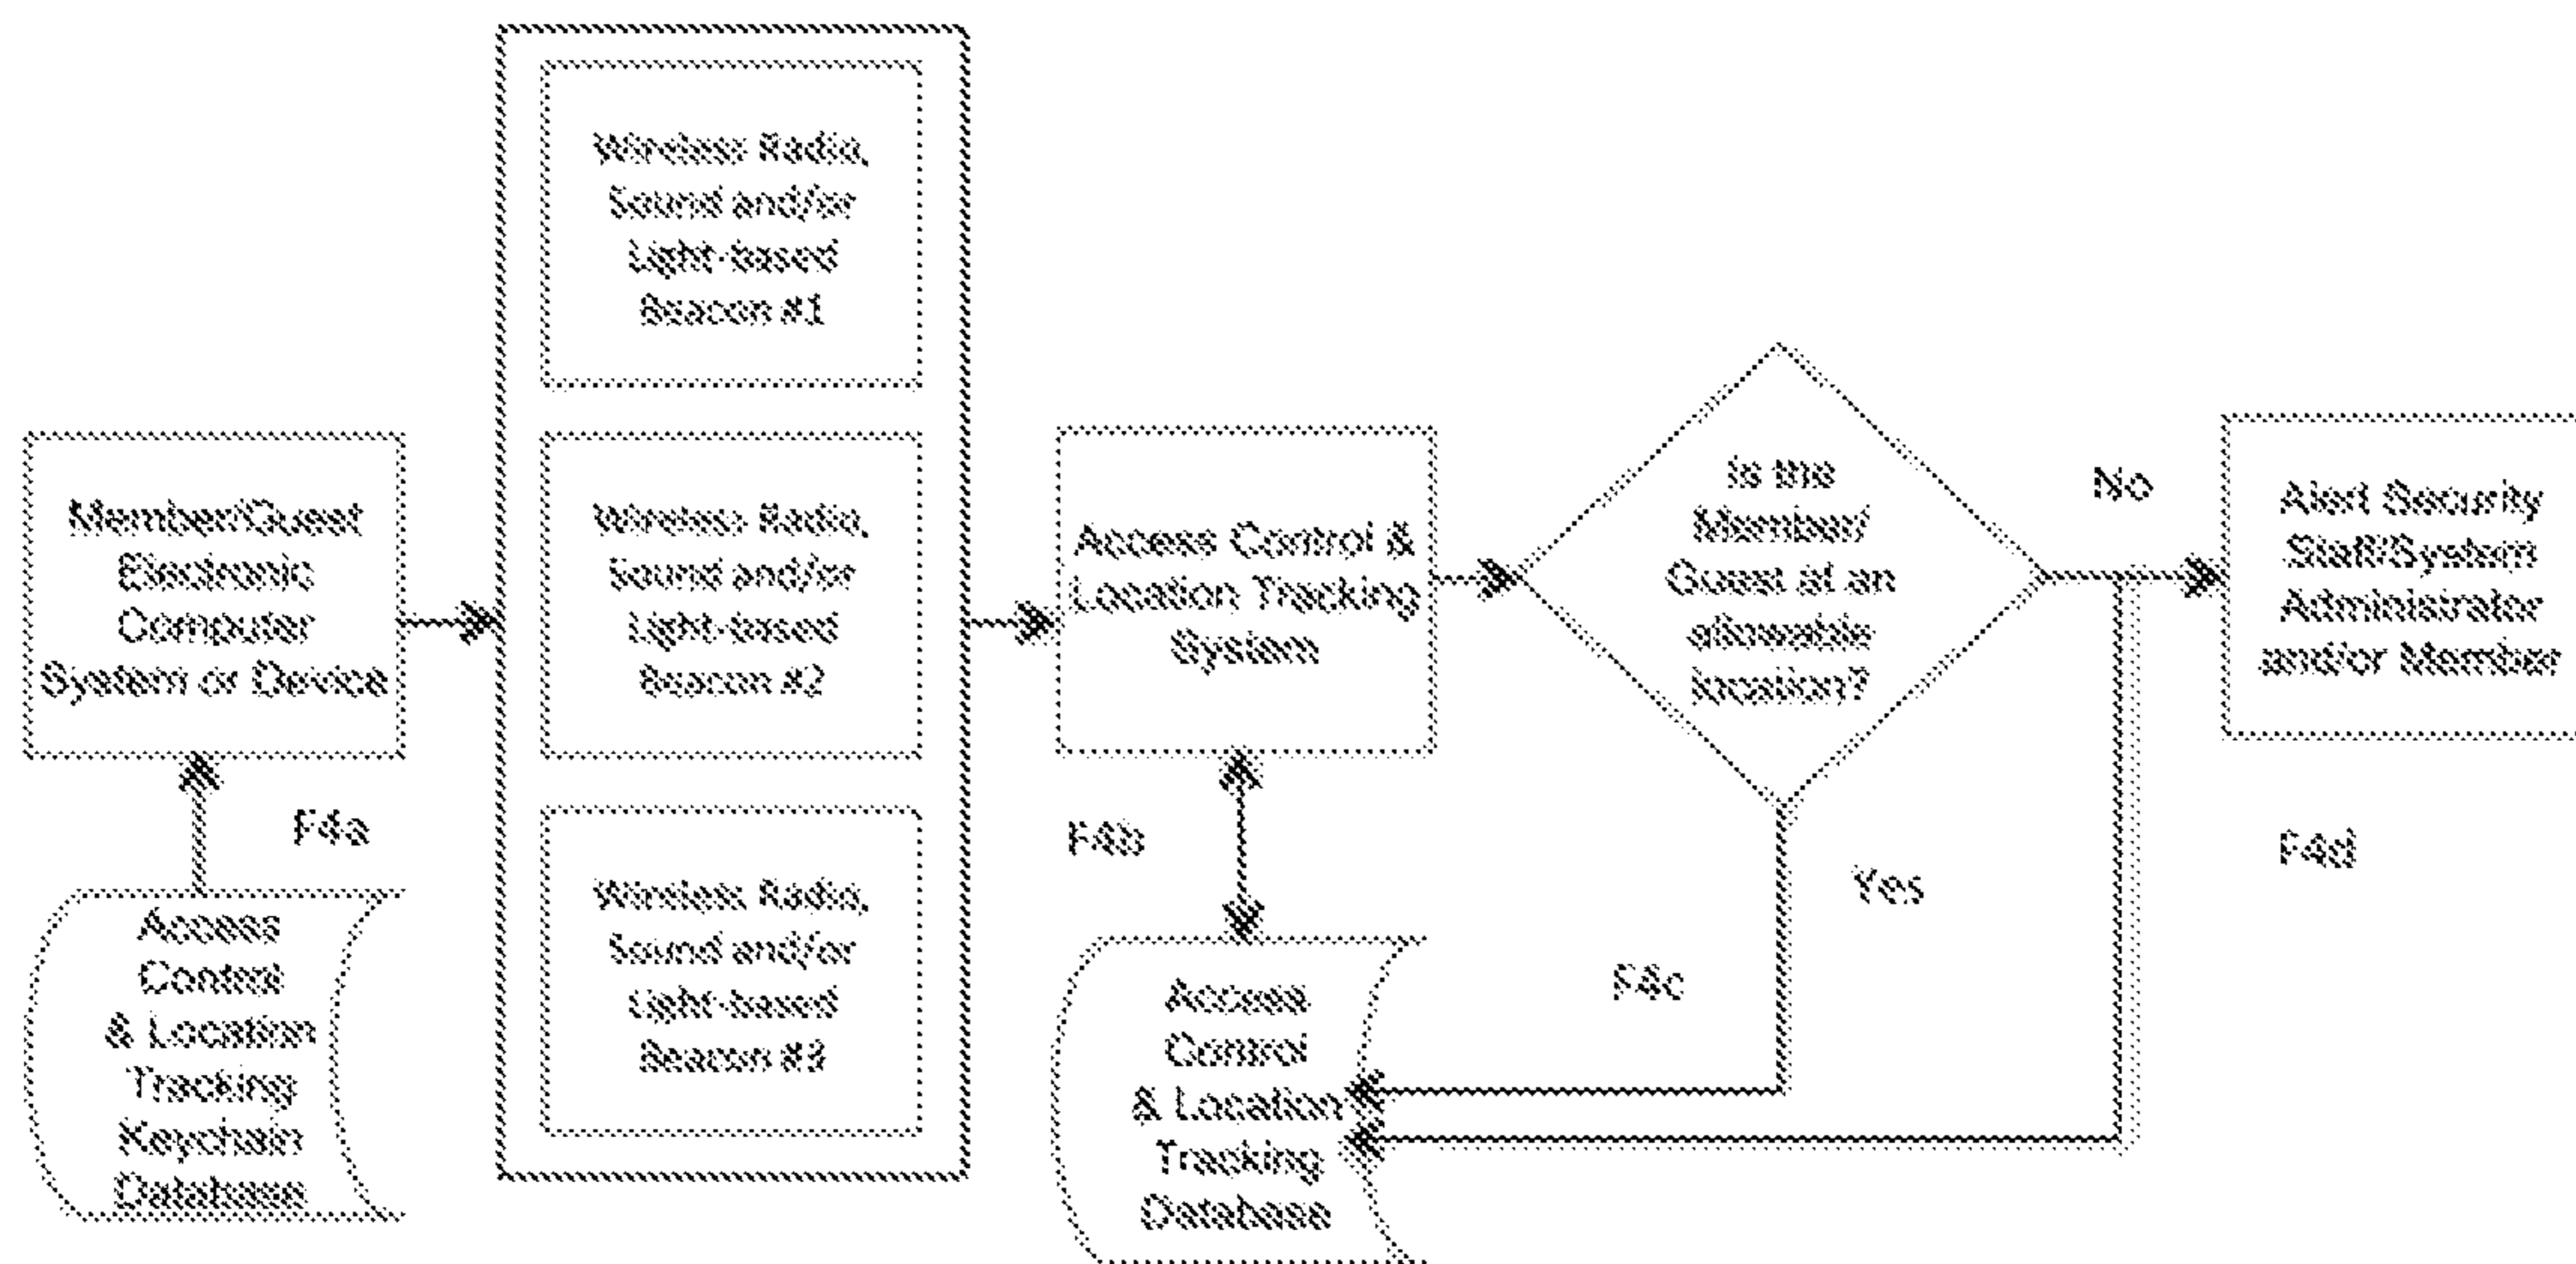 Wireless Radio,
Sound and/or
Light-based
Beacon #1
Member/Guest
Electronic
Computer
System or Device
Wireless Radio,
Sound and/or
Light-based
Beacon #2
Access Control &
Location Tracking
System
Is the
Member/
Guest at an
allowable
location?
No
Alert Security
Staff/System
Administrator
and/or Member
F4a
F4b
Yes
F4d
Wireless Radio,
Sound and/or
Light-based
Beacon #3
F4c
Access
Control
& Location
Tracking
Keychain
Database
Access
Control
& Location
Tracking
Database